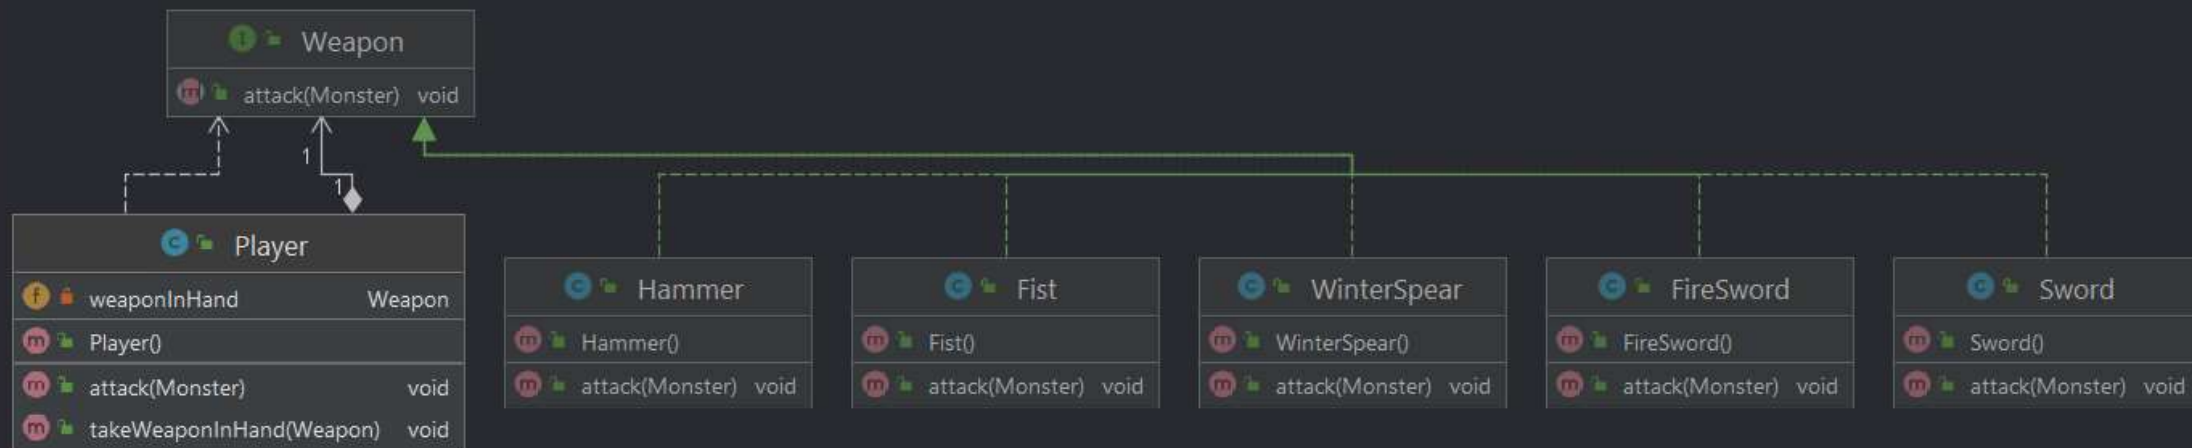 Weapon
attack(Monster) void
1
1
Player
weaponInHand Weapon
Player()
attack(Monster) void
takeWeaponInHand(Weapon) void
Hammer
Hammer()
attack(Monster) void
Fist
Fist()
attack(Monster) void
WinterSpear
WinterSpear()
attack(Monster) void
FireSword
FireSword()
attack(Monster) void
Sword
Sword()
attack(Monster) void